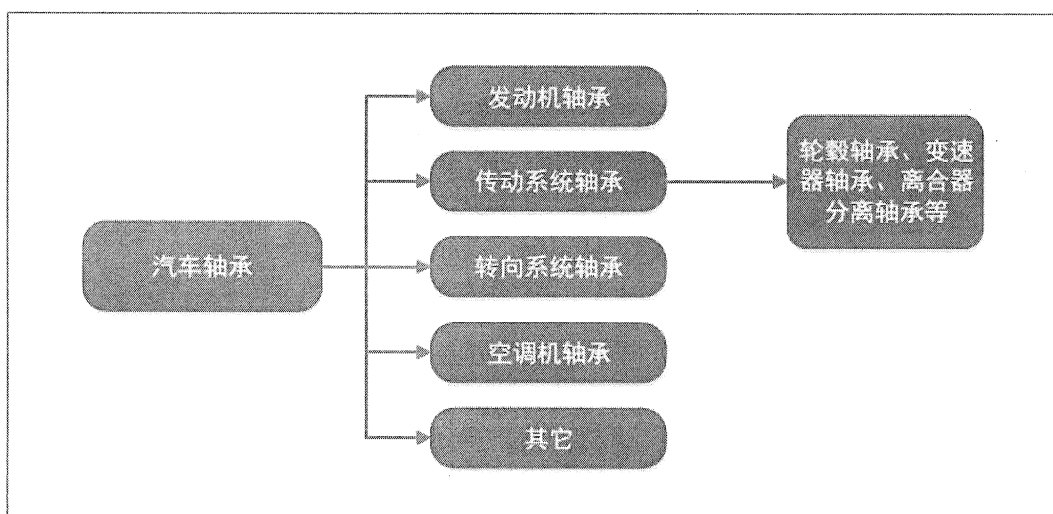 发动机轴承
轮毂轴承、变速
器轴承、离合器
分离轴承等
传动系统轴承
汽车轴承
转向系统轴承
空调机轴承
其它